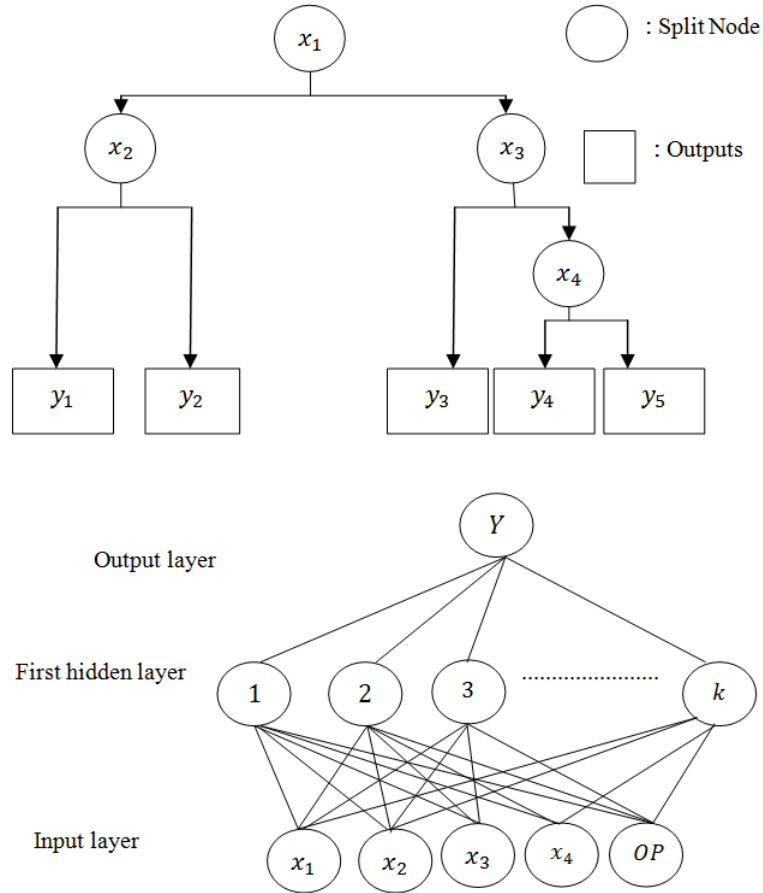 x₁
: Split Node
x₂
x₃
: Outputs
x₄
y₁
y₂
y₃
y₄
y₅
Y
Output layer
First hidden layer
1
2
3
.......................
k
Input layer
x₁
x₂
x₃
x₄
OP